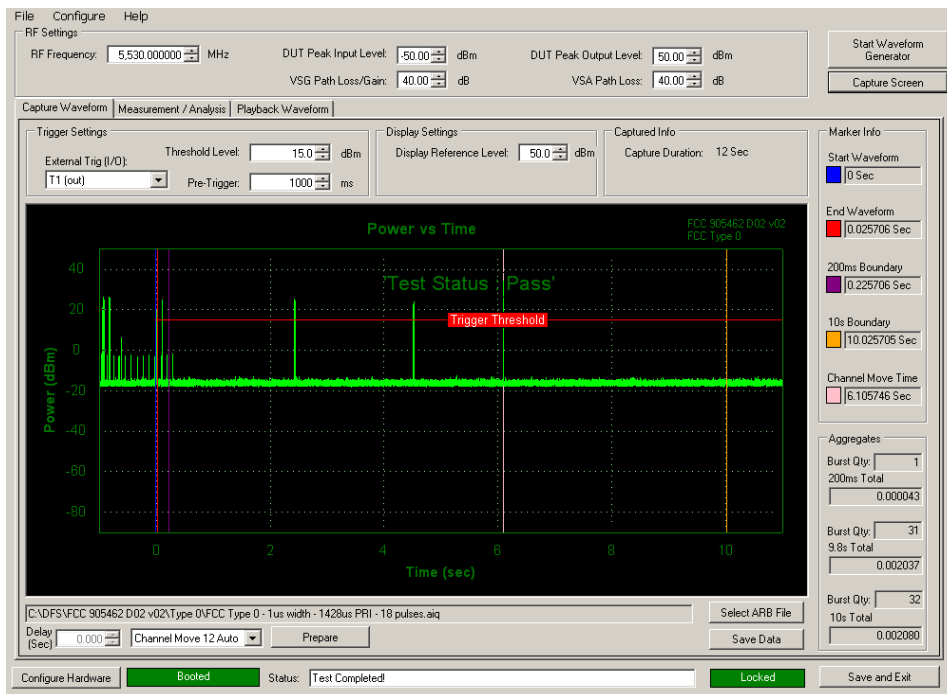 File Configure Help
RF Settings
RF Frequency: 5,530.000000 MHz
DUT Peak Input Level: -50.00 dBm
DUT Peak Output Level: 50.00 dBm
VSG Path Loss/Gain: 40.00 dB
VSA Path Loss: 40.00 dB
Start Waveform
Generator
Capture Screen
Capture Waveform Measurement / Analysis Playback Waveform
Trigger Settings
External Trig (I/O):
T1 (out)
Threshold Level: 15.0 dBm
Pre-Trigger: 1000 ms
Display Settings
Display Reference Level: 50.0 dBm
Captured Info
Capture Duration: 12 Sec
Power vs Time
FCC 905462 D02 v02
FCC Type 0
'Test Status : Pass'
Trigger Threshold
Power (dBm)
40
20
0
-20
-40
-60
-80
0 2 4 6 8 10
Time (sec)
Marker Info
Start Waveform
0 Sec
End Waveform
0.025706 Sec
200ms Boundary
0.225706 Sec
10s Boundary
10.025705 Sec
Channel Move Time
6.105746 Sec
Aggregates
Burst Qty: 1
200ms Total
0.000043
Burst Qty: 31
9.8s Total
0.002037
Burst Qty: 32
10s Total
0.002080
C:\DFS\FCC 905462 D02 v02\Type 0\FCC Type 0 - 1us width - 1428us PRI - 18 pulses.aiq
Select ARB File
Delay
(Sec) 0.000 Channel Move 12 Auto Prepare
Save Data
Configure Hardware Booted Status: Test Completed! Locked Save and Exit